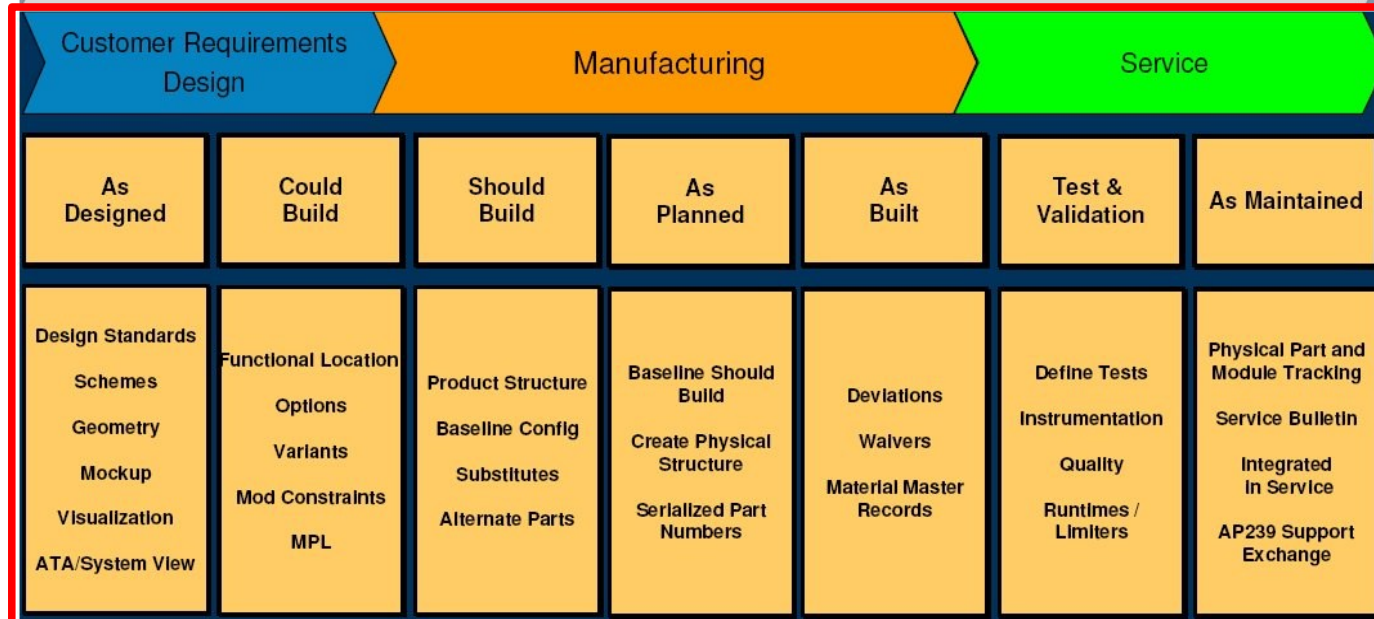 Customer Requirements
Design
Manufacturing
Service
As
Designed
Could
Build
Should
Build
As
Planned
As
Built
Test &
Validation
As Maintained
Design Standards
Schemes
Geometry
Mockup
Visualization
ATA/System View
Functional Location
Options
Variants
Mod Constraints
MPL
Product Structure
Baseline Config
Substitutes
Alternate Parts
Baseline Should
Build
Create Physical
Structure
Serialized Part
Numbers
Deviations
Waivers
Material Master
Records
Define Tests
Instrumentation
Quality
Runtimes /
Limiters
Physical Part and
Module Tracking
Service Bulletin
Integrated
in Service
AP239 Support
Exchange